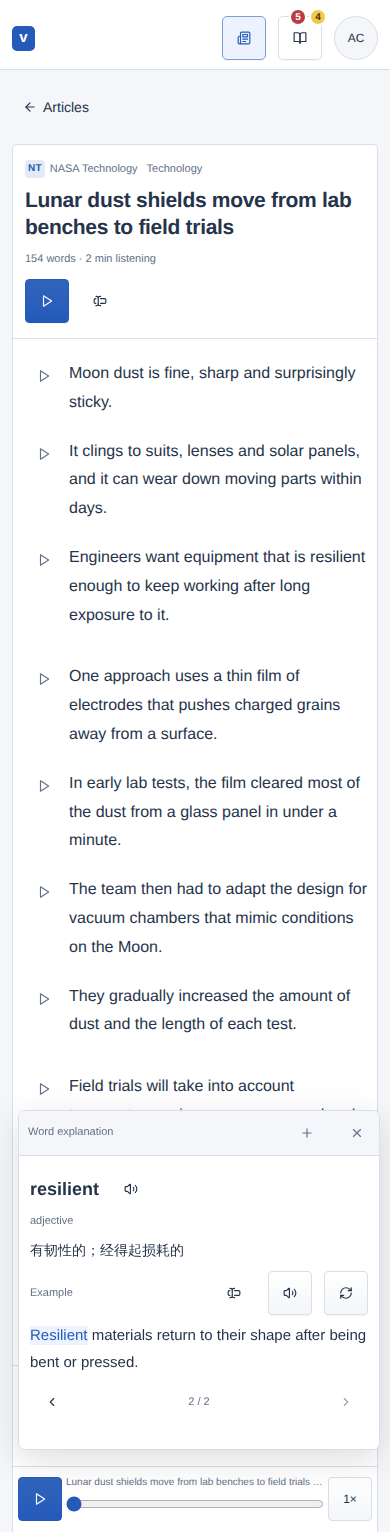 V
5
4
AC
Articles
NT NASA Technology Technology
Lunar dust shields move from lab
benches to field trials
154 words · 2 min listening
Moon dust is fine, sharp and surprisingly
sticky.
It clings to suits, lenses and solar panels,
and it can wear down moving parts within
days.
Engineers want equipment that is resilient
enough to keep working after long
exposure to it.
One approach uses a thin film of
electrodes that pushes charged grains
away from a surface.
In early lab tests, the film cleared most of
the dust from a glass panel in under a
minute.
The team then had to adapt the design for
vacuum chambers that mimic conditions
on the Moon.
They gradually increased the amount of
dust and the length of each test.
Field trials will take into account
Word explanation
resilient
adjective
有韧性的；经得起损耗的
Example
Resilient materials return to their shape after being
bent or pressed.
2 / 2
Lunar dust shields move from lab benches to field trials ...
1×